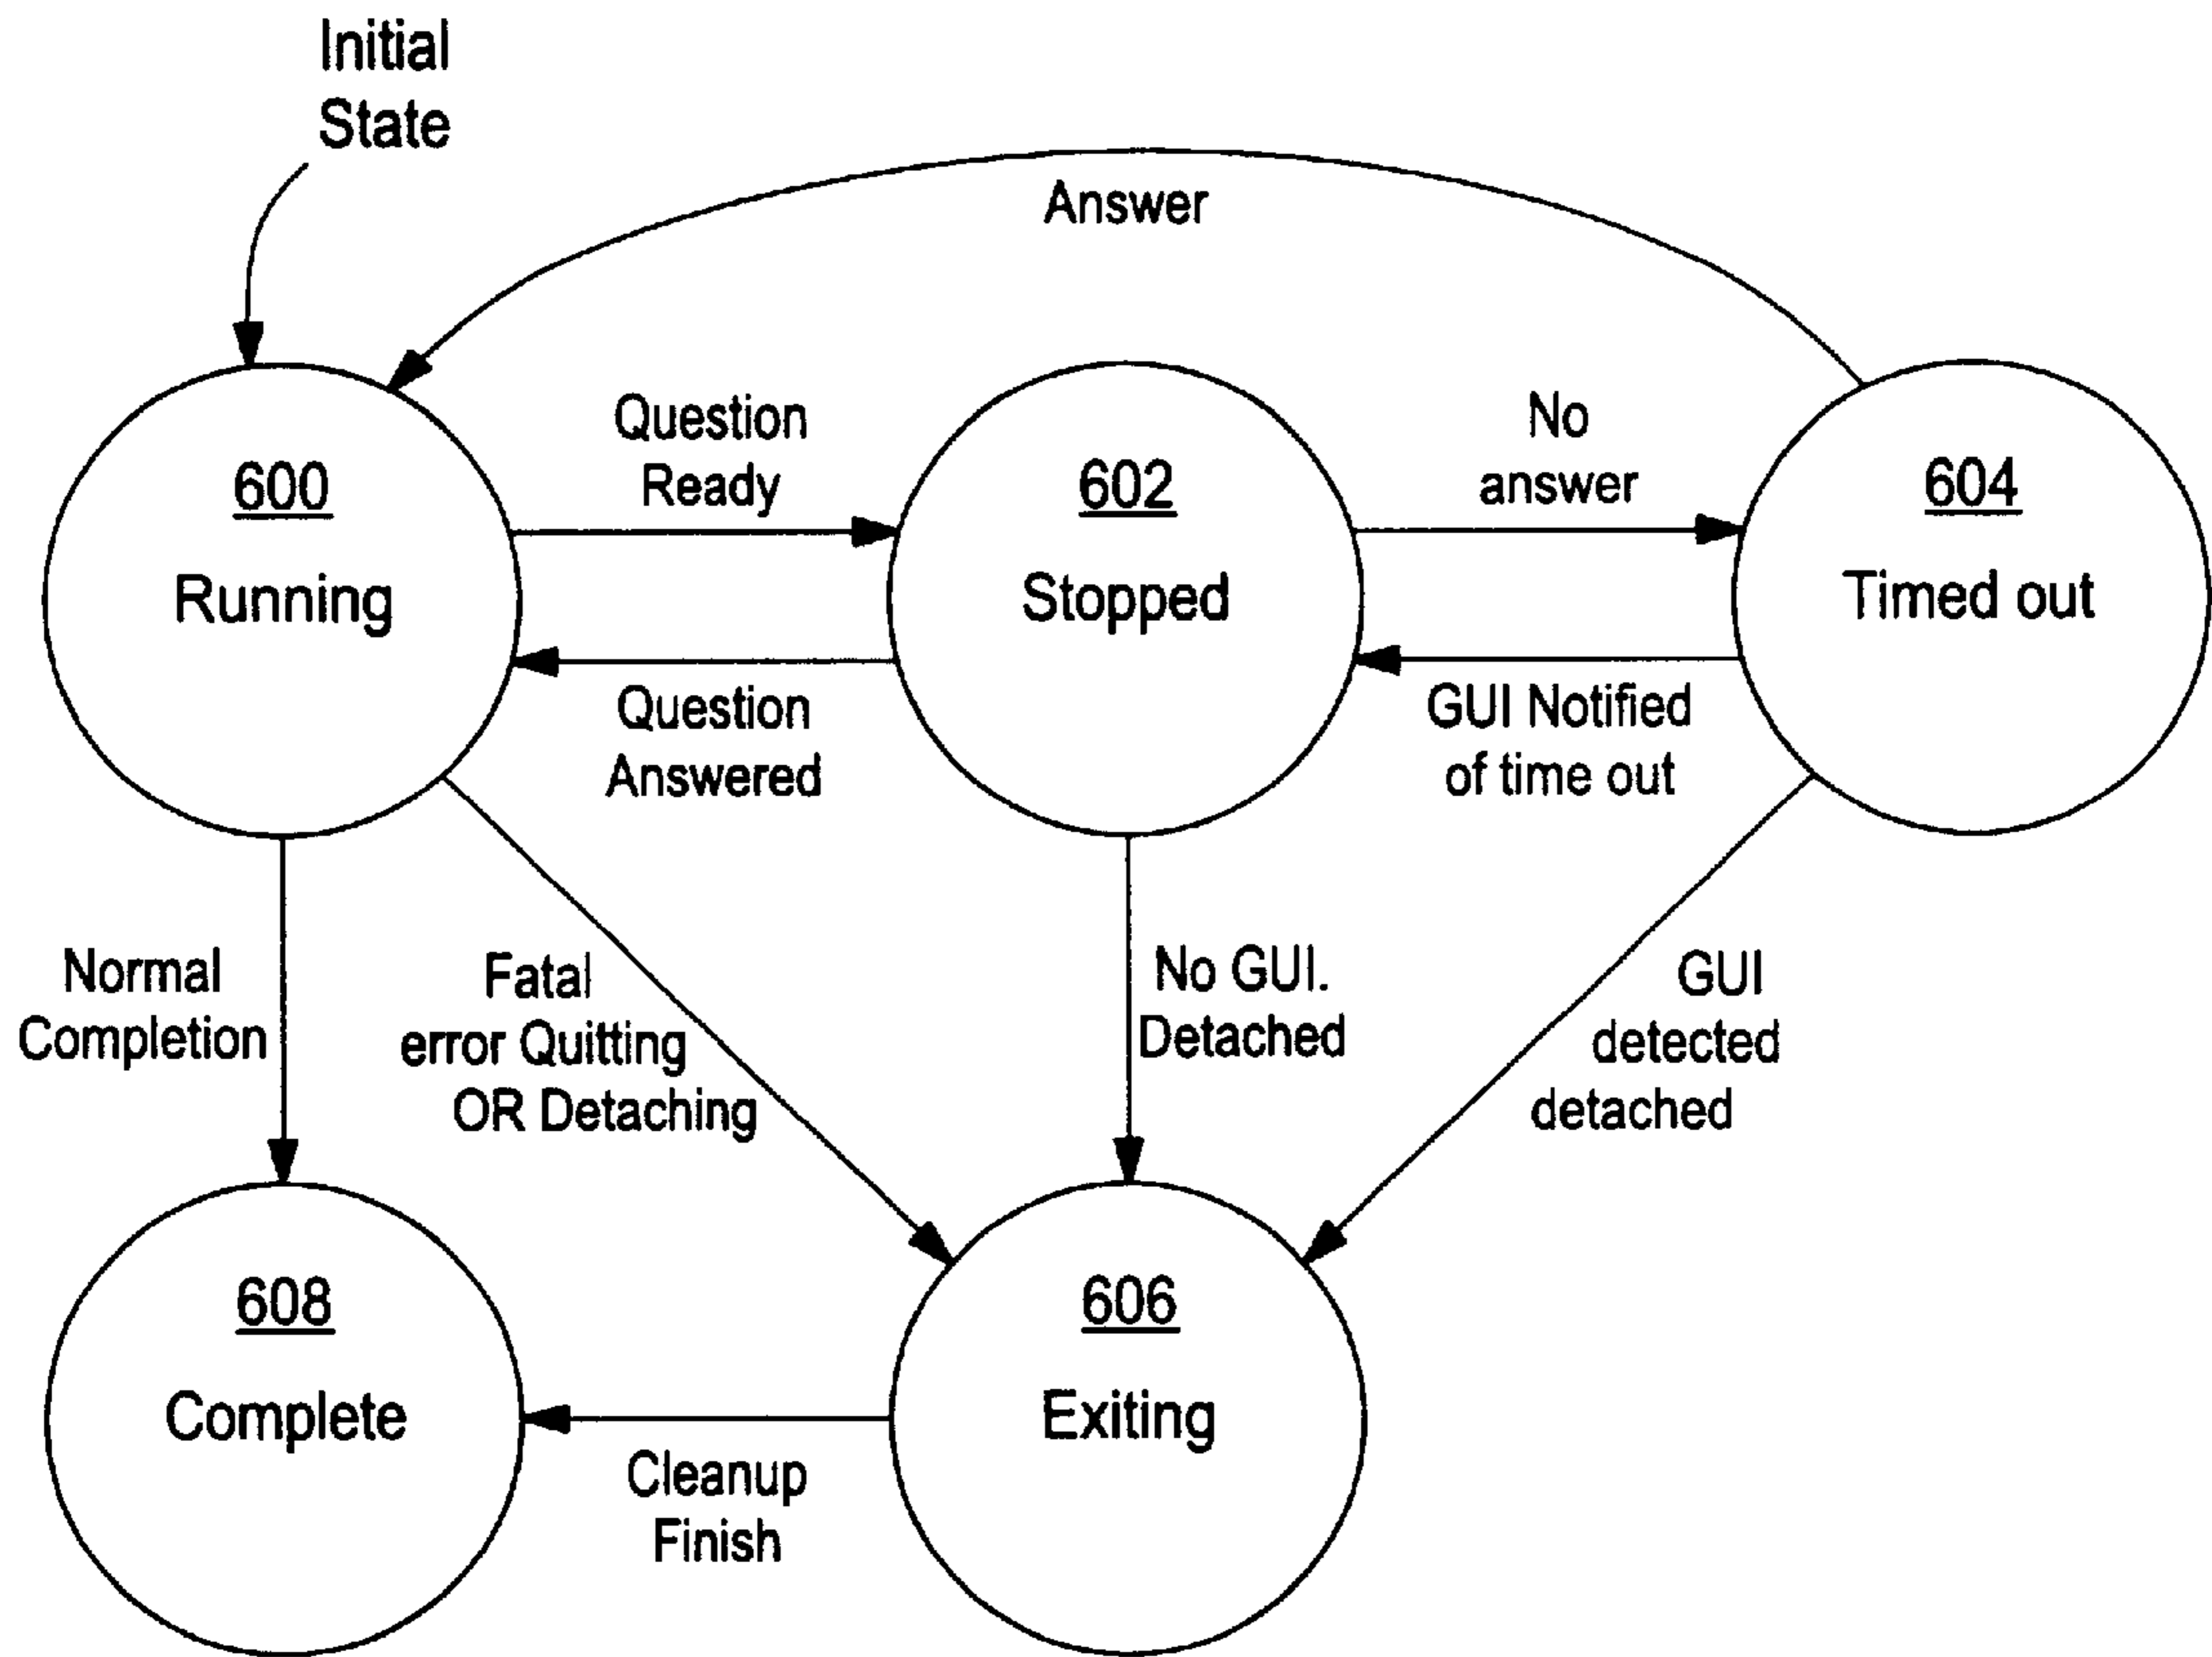 Initial
State
Answer
Question
Ready
No
answer
600
Running
602
Stopped
604
Timed out
Question
Answered
GUI Notified
of time out
Normal
Completion
Fatal
error Quitting
OR Detaching
No GUI.
Detached
GUI
detected
detached
608
Complete
606
Exiting
Cleanup
Finish